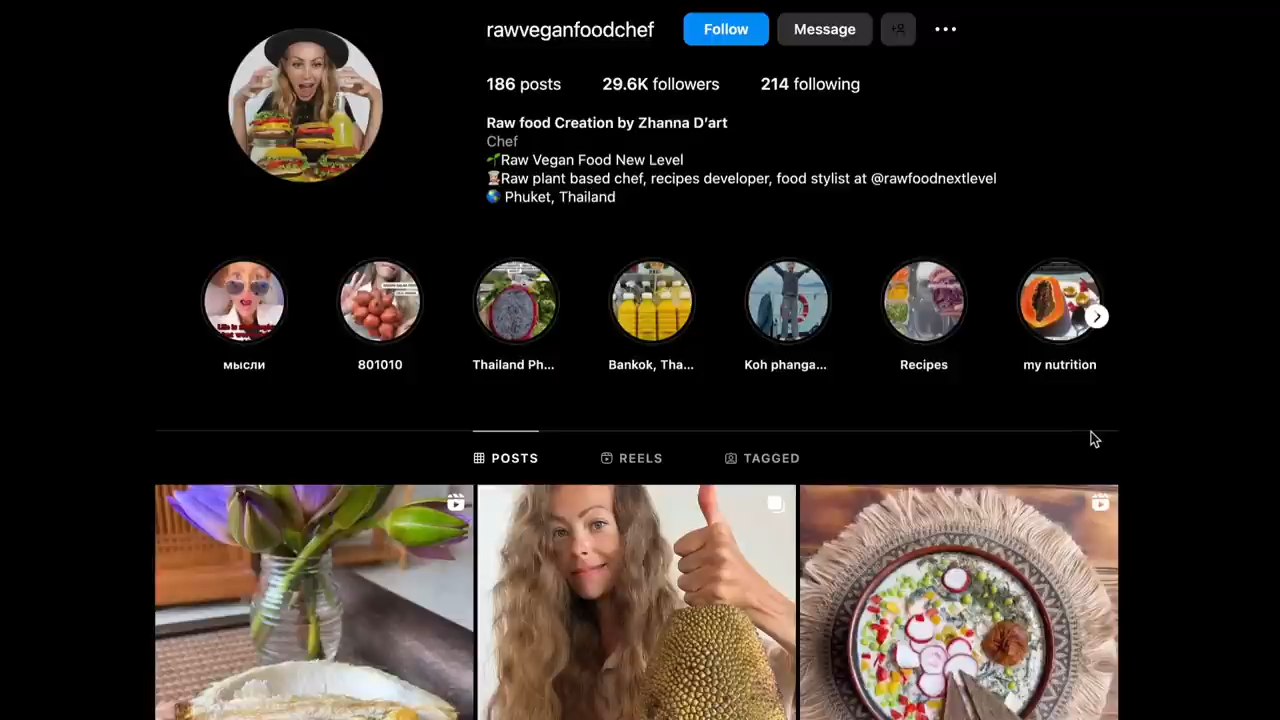 rawveganfoodchef
Follow
Message
186 posts
29.6K followers
214 following
Raw food Creation by Zhanna D’art
Chef
🌱Raw Vegan Food New Level
Raw plant based chef, recipes developer, food stylist at @rawfoodnextlevel
🌎 Phuket, Thailand
мысли
801010
Thailand Ph...
Bankok, Tha...
Koh phanga...
Recipes
my nutrition
POSTS
REELS
TAGGED